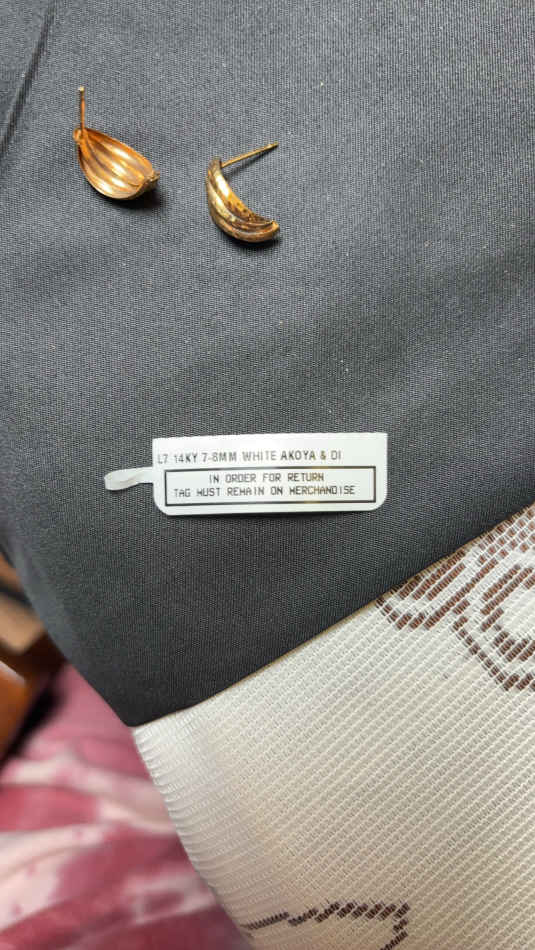 L7 14KY 7-8MM WHITE AKOYA & DI
IN ORDER FOR RETURN
TAG MUST REMAIN ON MERCHANDISE